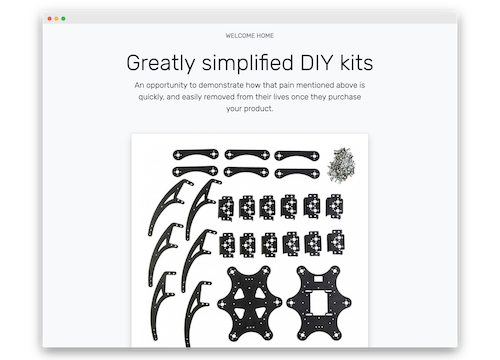 WELCOME HOME
Greatly simplified DIY kits
An opportunity to demonstrate how that pain mentioned above is
quickly, and easily removed from their lives once they purchase
your product.